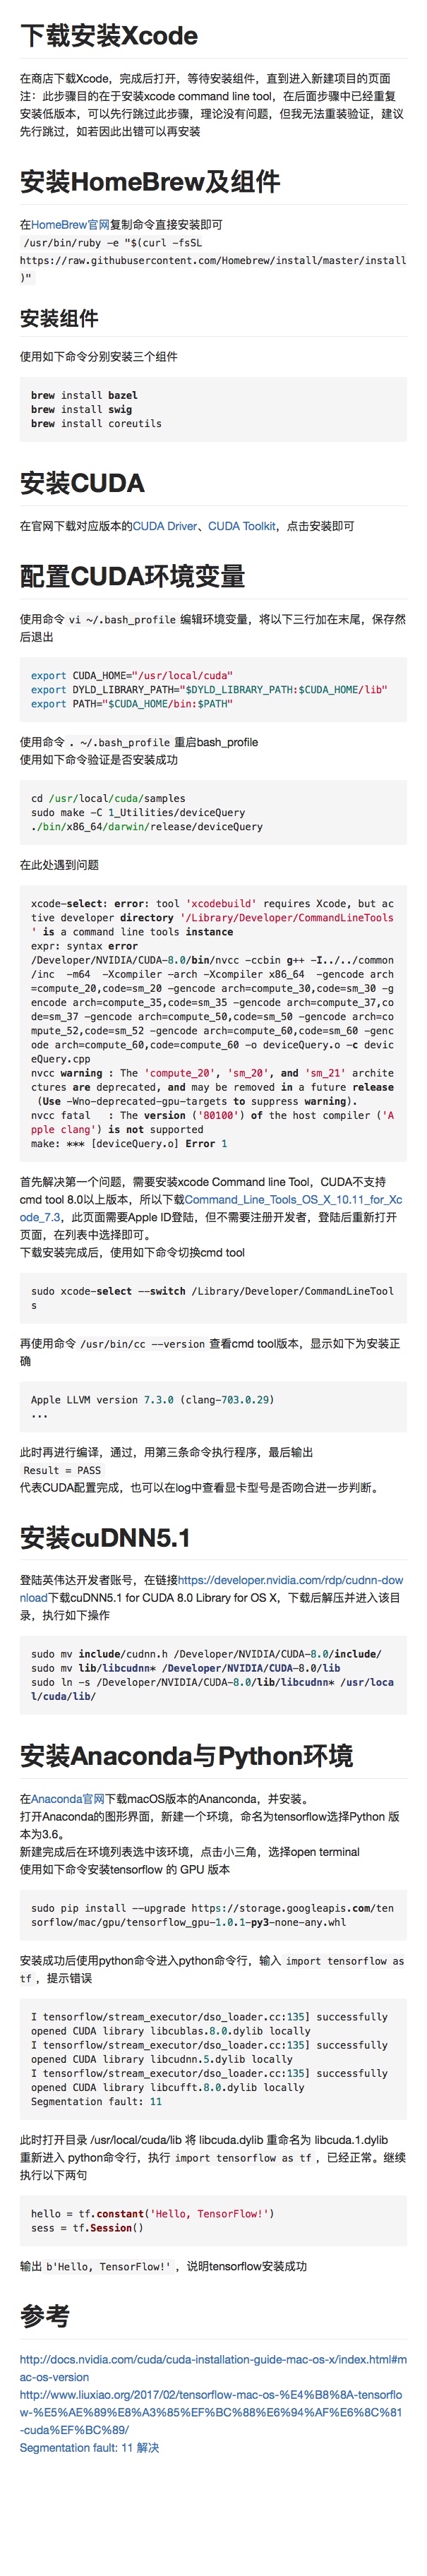 下载安装Xcode
在商店下载Xcode，完成后打开，等待安装组件，直到进入新建项目的页面
注：此步骤目的在于安装xcode command line tool，在后面步骤中已经重复
安装低版本，可以先行跳过此步骤，理论没有问题，但我无法重装验证，建议
先行跳过，如若因此出错可以再安装
安装HomeBrew及组件
在HomeBrew官网复制命令直接安装即可
/usr/bin/ruby -e "$(curl -fsSL
https://raw.githubusercontent.com/Homebrew/install/master/install
)"
安装组件
使用如下命令分别安装三个组件
brew install bazel
brew install swig
brew install coreutils
安装CUDA
在官网下载对应版本的CUDA Driver、CUDA Toolkit，点击安装即可
配置CUDA环境变量
使用命令 vi ~/.bash_profile 编辑环境变量，将以下三行加在末尾，保存然
后退出
export CUDA_HOME="/usr/local/cuda"
export DYLD_LIBRARY_PATH="$DYLD_LIBRARY_PATH:$CUDA_HOME/lib"
export PATH="$CUDA_HOME/bin:$PATH"
使用命令 . ~/.bash_profile 重启bash_profile
使用如下命令验证是否安装成功
cd /usr/local/cuda/samples
sudo make -C 1_Utilities/deviceQuery
./bin/x86_64/darwin/release/deviceQuery
在此处遇到问题
xcode-select: error: tool 'xcodebuild' requires Xcode, but ac
tive developer directory '/Library/Developer/CommandLineTools
' is a command line tools instance
expr: syntax error
/Developer/NVIDIA/CUDA-8.0/bin/nvcc -ccbin g++ -I../../common
/inc  -m64  -Xcompiler -arch -Xcompiler x86_64  -gencode arch
=compute_20,code=sm_20 -gencode arch=compute_30,code=sm_30 -g
encode arch=compute_35,code=sm_35 -gencode arch=compute_37,co
de=sm_37 -gencode arch=compute_50,code=sm_50 -gencode arch=co
mpute_52,code=sm_52 -gencode arch=compute_60,code=sm_60 -genc
ode arch=compute_60,code=compute_60 -o deviceQuery.o -c devic
eQuery.cpp
nvcc warning : The 'compute_20', 'sm_20', and 'sm_21' archite
ctures are deprecated, and may be removed in a future release
(Use -Wno-deprecated-gpu-targets to suppress warning).
nvcc fatal   : The version ('80100') of the host compiler ('A
pple clang') is not supported
make: *** [deviceQuery.o] Error 1
首先解决第一个问题，需要安装xcode Command line Tool，CUDA不支持
cmd tool 8.0以上版本，所以下载Command_Line_Tools_OS_X_10.11_for_Xc
ode_7.3，此页面需要Apple ID登陆，但不需要注册开发者，登陆后重新打开
页面，在列表中选择即可。
下载安装完成后，使用如下命令切换cmd tool
sudo xcode-select --switch /Library/Developer/CommandLineTool
s
再使用命令 /usr/bin/cc --version 查看cmd tool版本，显示如下为安装正
确
Apple LLVM version 7.3.0 (clang-703.0.29)
...
此时再进行编译，通过，用第三条命令执行程序，最后输出
Result = PASS
代表CUDA配置完成，也可以在log中查看显卡型号是否吻合进一步判断。
安装cuDNN5.1
登陆英伟达开发者账号，在链接https://developer.nvidia.com/rdp/cudnn-dow
nload下载cuDNN5.1 for CUDA 8.0 Library for OS X，下载后解压并进入该目
录，执行如下操作
sudo mv include/cudnn.h /Developer/NVIDIA/CUDA-8.0/include/
sudo mv lib/libcudnn* /Developer/NVIDIA/CUDA-8.0/lib
sudo ln -s /Developer/NVIDIA/CUDA-8.0/lib/libcudnn* /usr/loca
l/cuda/lib/
安装Anaconda与Python环境
在Anaconda官网下载macOS版本的Ananconda，并安装。
打开Anaconda的图形界面，新建一个环境，命名为tensorflow选择Python 版
本为3.6。
新建完成后在环境列表选中该环境，点击小三角，选择open terminal
使用如下命令安装tensorflow 的 GPU 版本
sudo pip install --upgrade https://storage.googleapis.com/ten
sorflow/mac/gpu/tensorflow_gpu-1.0.1-py3-none-any.whl
安装成功后使用python命令进入python命令行，输入 import tensorflow as
tf ，提示错误
I tensorflow/stream_executor/dso_loader.cc:135] successfully
opened CUDA library libcublas.8.0.dylib locally
I tensorflow/stream_executor/dso_loader.cc:135] successfully
opened CUDA library libcudnn.5.dylib locally
I tensorflow/stream_executor/dso_loader.cc:135] successfully
opened CUDA library libcufft.8.0.dylib locally
Segmentation fault: 11
此时打开目录 /usr/local/cuda/lib 将 libcuda.dylib 重命名为 libcuda.1.dylib
重新进入 python命令行，执行 import tensorflow as tf ，已经正常。继续
执行以下两句
hello = tf.constant('Hello, TensorFlow!')
sess = tf.Session()
输出 b'Hello, TensorFlow!' ，说明tensorflow安装成功
参考
http://docs.nvidia.com/cuda/cuda-installation-guide-mac-os-x/index.html#m
ac-os-version
http://www.liuxiao.org/2017/02/tensorflow-mac-os-%E4%B8%8A-tensorflo
w-%E5%AE%89%E8%A3%85%EF%BC%88%E6%94%AF%E6%8C%81
-cuda%EF%BC%89/
Segmentation fault: 11 解决